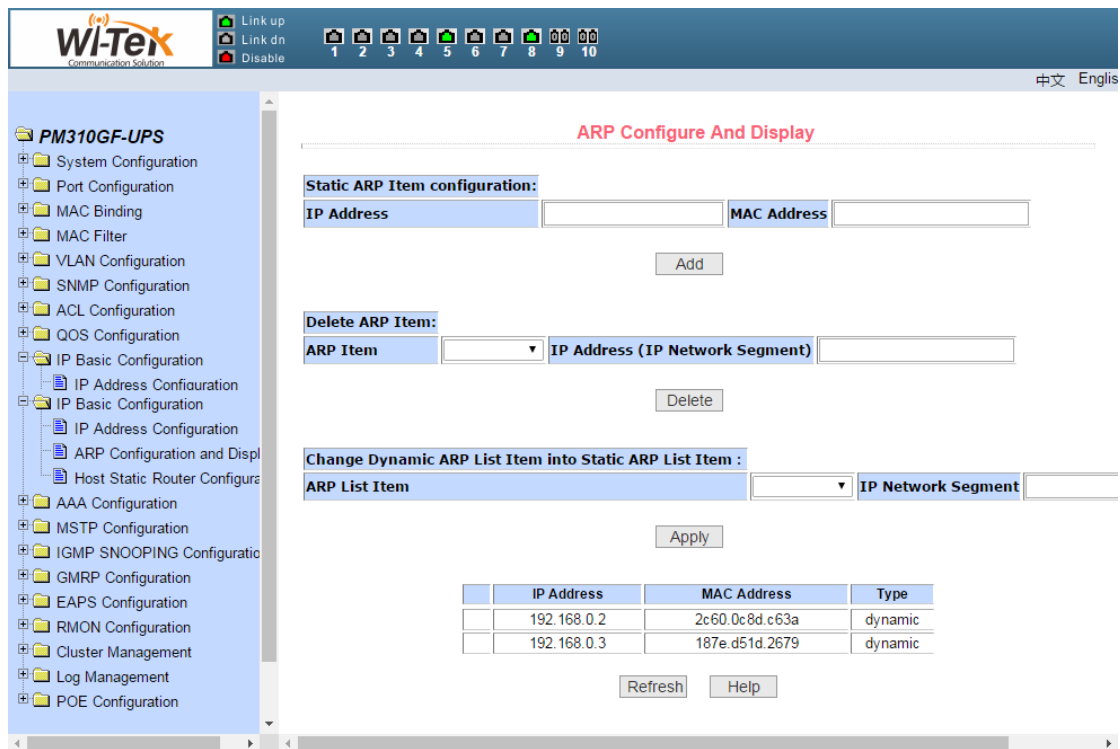 Wi-Tek
Communication Solution
Link up
Link dn
Disable
1 2 3 4 5 6 7 8 9 10
中文 Englis
PM310GF-UPS
System Configuration
Port Configuration
MAC Binding
MAC Filter
VLAN Configuration
SNMP Configuration
ACL Configuration
QOS Configuration
IP Basic Configuration
IP Address Configuration
IP Basic Configuration
IP Address Configuration
ARP Configuration and Displ
Host Static Router Configura
AAA Configuration
MSTP Configuration
IGMP SNOOPING Configuratio
GMRP Configuration
EAPS Configuration
RMON Configuration
Cluster Management
Log Management
POE Configuration
ARP Configure And Display
Static ARP Item configuration:
IP Address MAC Address
Add
Delete ARP Item:
ARP Item IP Address (IP Network Segment)
Delete
Change Dynamic ARP List Item into Static ARP List Item :
ARP List Item IP Network Segment
Apply
IP Address MAC Address Type
192.168.0.2 2c60.0c8d.c63a dynamic
192.168.0.3 187e.d51d.2679 dynamic
Refresh Help